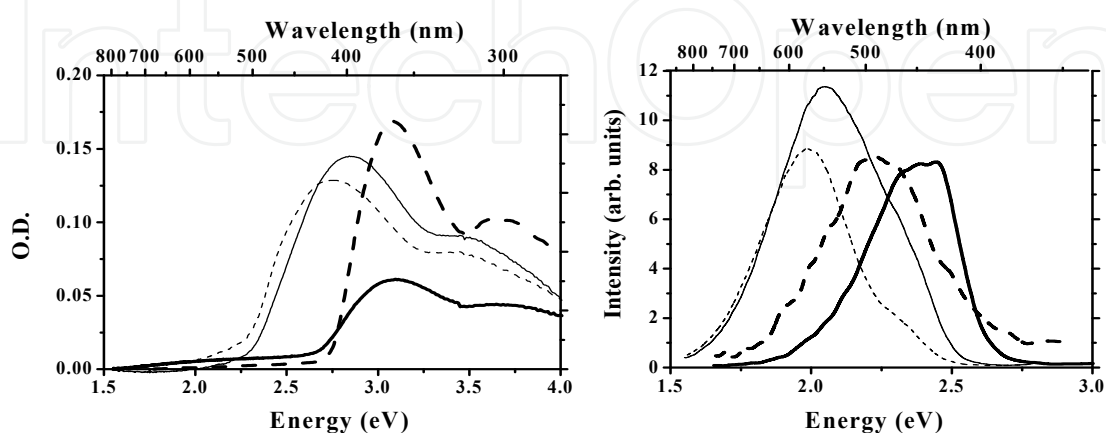 IntechOpen
IntechOpen
Wavelength (nm)
800 700 600 500 400 300
0.20
0.15
0.10
0.05
0.00
O.D.
1.5 2.0 2.5 3.0 3.5 4.0
Energy (eV)
Wavelength (nm)
800 700 600 500 400
12
10
8
6
4
2
0
Intensity (arb. units)
1.5 2.0 2.5 3.0
Energy (eV)